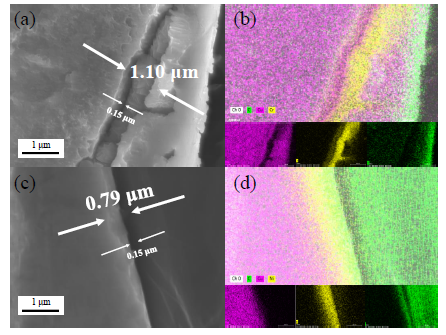 (a)
1.10 µm
0.15 µm
1 µm
(b)
(c)
0.79 µm
0.15 µm
1 µm
(d)